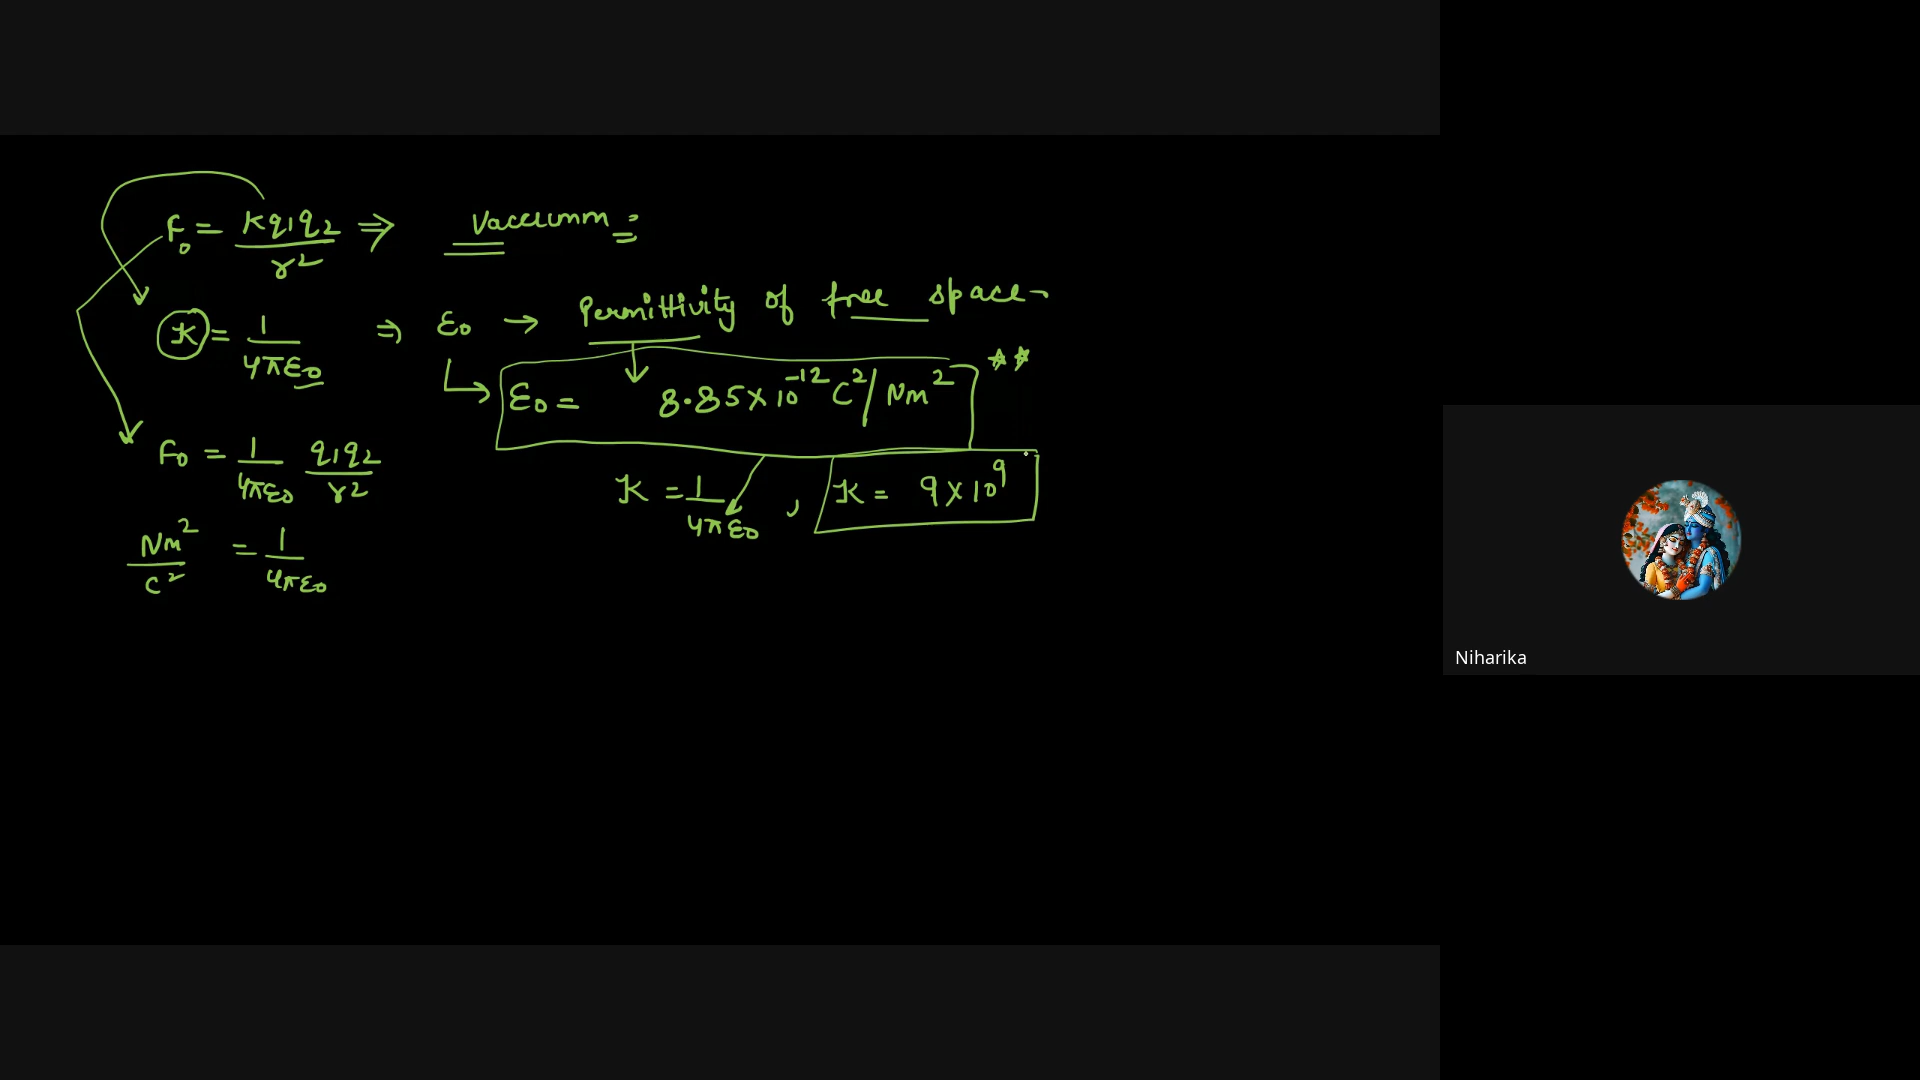 F₀ = Kq₁q₂/r² ⇒ Vaccumm =
K = 1/4πε₀ ⇒ ε₀ → Permittivity of free space
ε₀ = 8.85 × 10⁻¹² C²/Nm² ☆☆
F₀ = 1/4πε₀ q₁q₂/r²
K = 1/4πε₀ , K = 9 × 10⁹
Nm²/C² = 1/4πε₀
Niharika